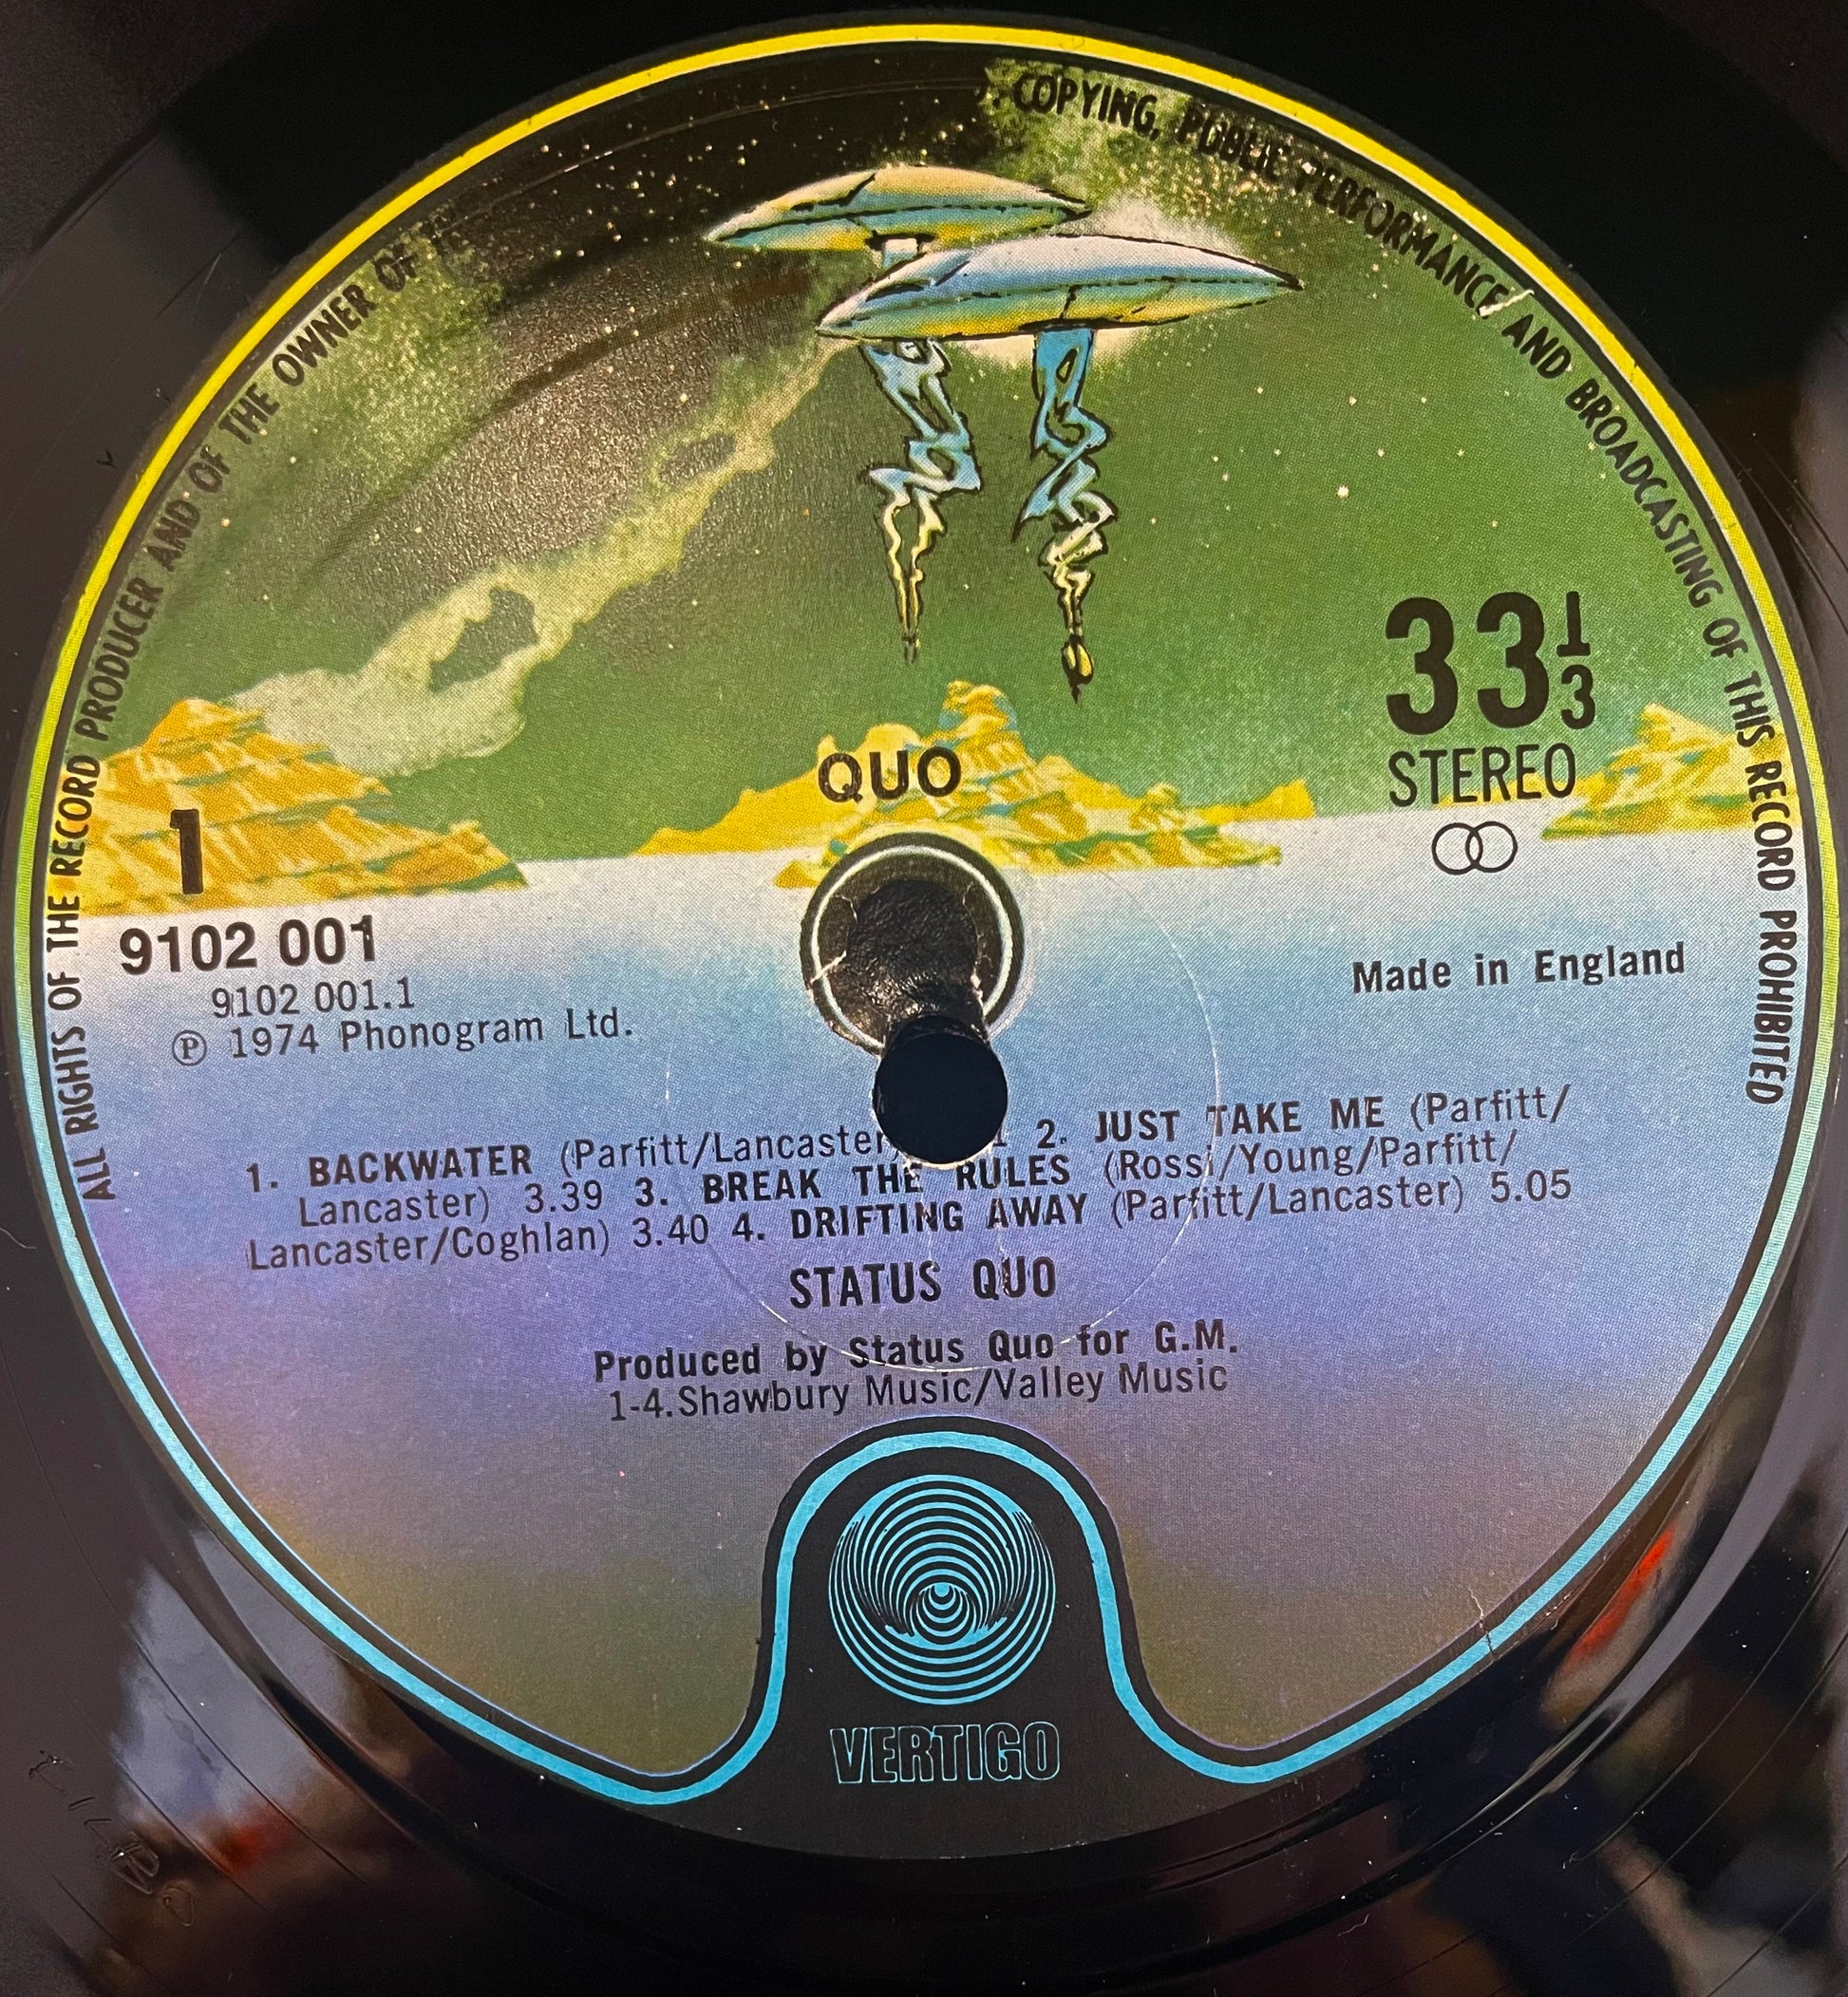 ALL RIGHTS OF THE RECORD PRODUCER AND OF THE OWNER OF
COPYING, PUBLIC PERFORMANCE AND BROADCASTING OF THIS RECORD PROHIBITED
QUO
33 1/3
STEREO
1
9102 001
9102 001.1
Ⓟ 1974 Phonogram Ltd.
Made in England
1. BACKWATER (Parfitt/Lancaster 2. JUST TAKE ME (Parfitt/
Lancaster) 3.39 3. BREAK THE RULES (Rossi/Young/Parfitt/
Lancaster/Coghlan) 3.40 4. DRIFTING AWAY (Parfitt/Lancaster) 5.05
STATUS QUO
Produced by Status Quo for G.M.
1-4. Shawbury Music/Valley Music
VERTIGO